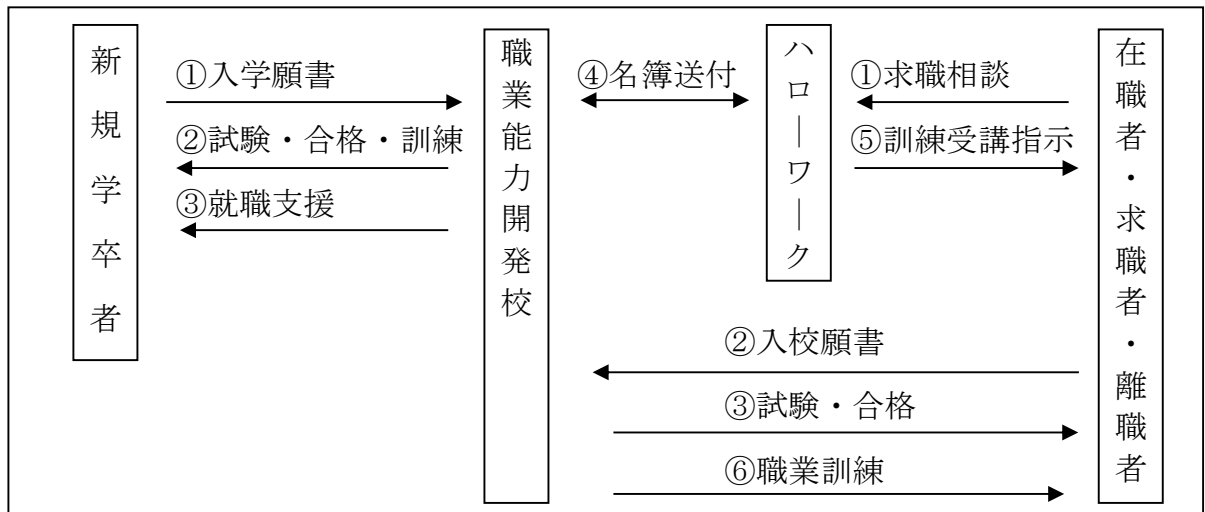 新規学卒者
①入学願書
②試験・合格・訓練
③就職支援
職業能力開発校
④名簿送付
ハローワーク
①求職相談
⑤訓練受講指示
在職者・求職者・離職者
②入校願書
③試験・合格
⑥職業訓練